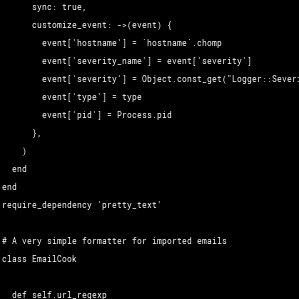 sync: true,
customize_event: ->(event) {
event['hostname'] = `hostname`.chomp
event['severity_name'] = event['severity']
event['severity'] = Object.const_get("Logger::Severi
event['type'] = type
event['pid'] = Process.pid
},
)
end
end
require_dependency 'pretty_text'
# A very simple formatter for imported emails
class EmailCook
def self.url_regexp